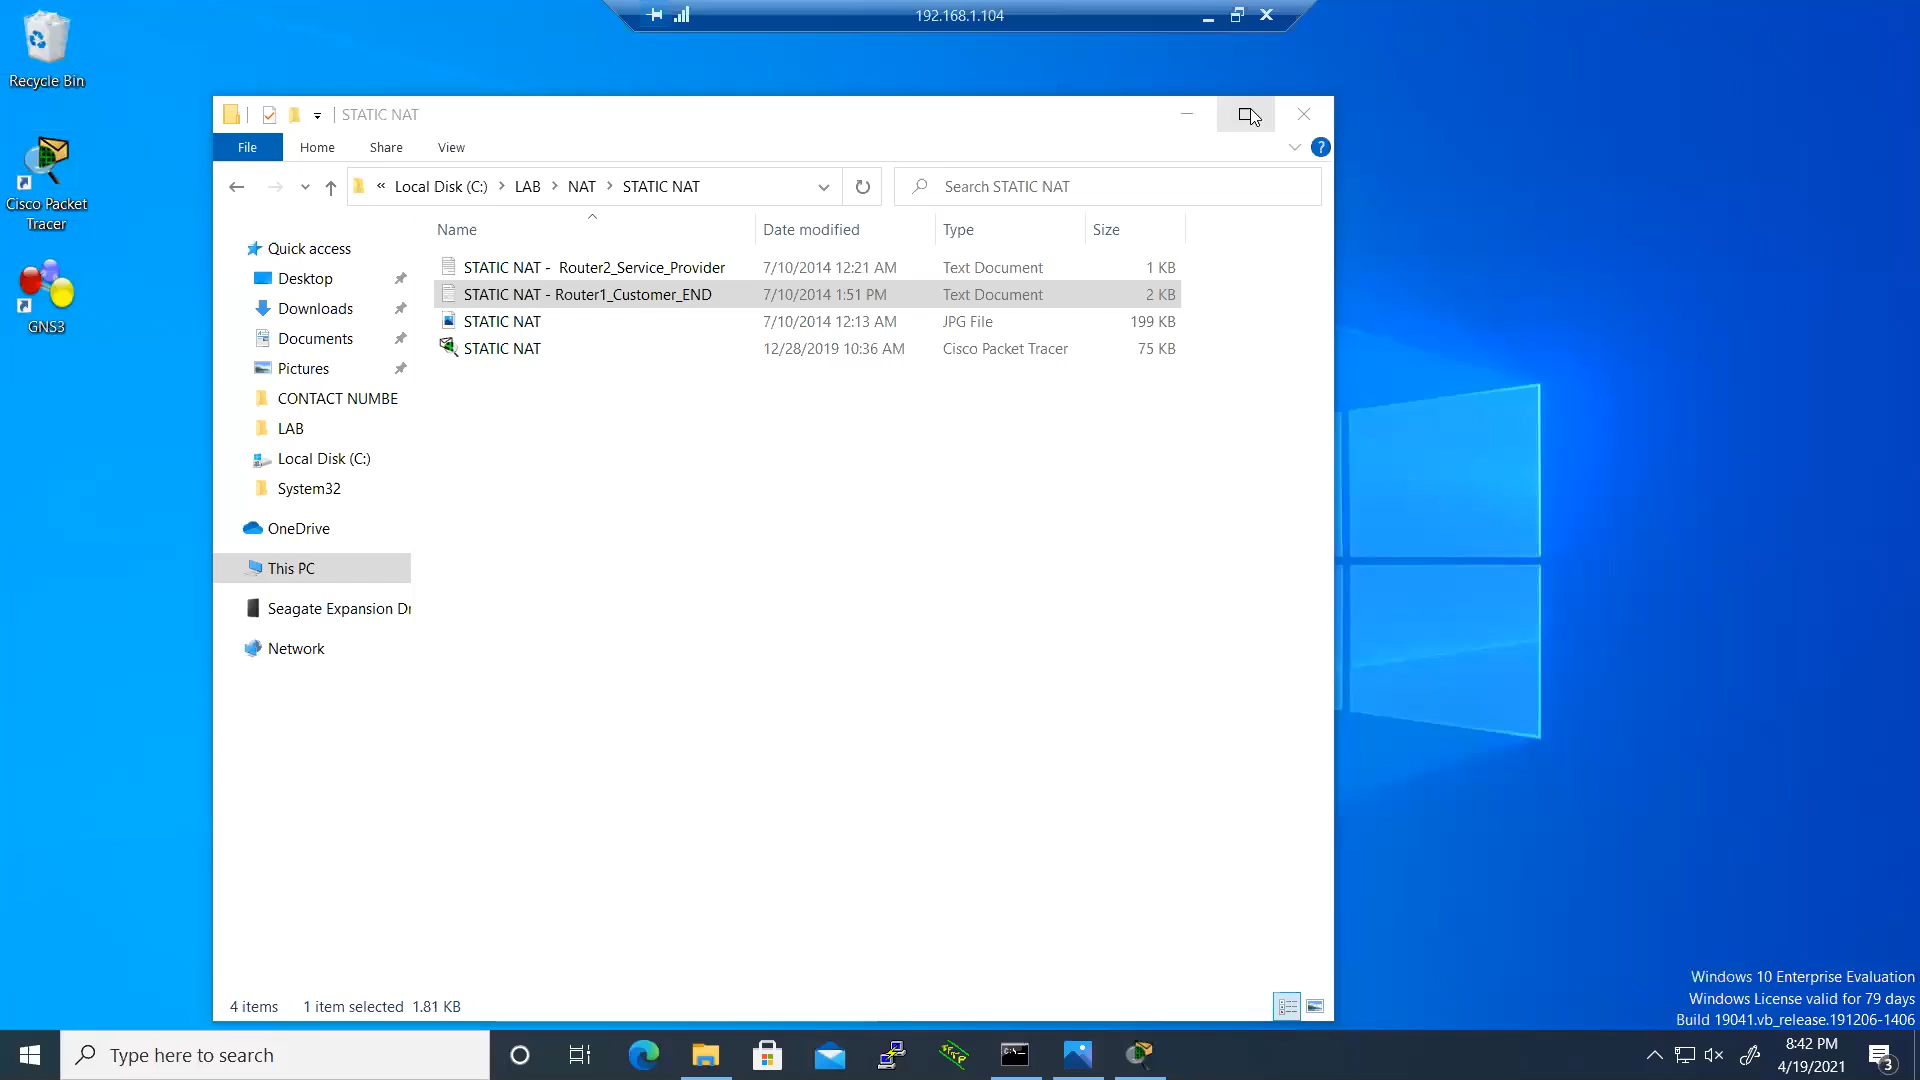 192.168.1.104
Recycle Bin
Cisco Packet
Tracer
GNS3
STATIC NAT
File Home Share View
« Local Disk (C:) > LAB > NAT > STATIC NAT
Search STATIC NAT
Name Date modified Type Size
STATIC NAT - Router2_Service_Provider 7/10/2014 12:21 AM Text Document 1 KB
STATIC NAT - Router1_Customer_END 7/10/2014 1:51 PM Text Document 2 KB
STATIC NAT 7/10/2014 12:13 AM JPG File 199 KB
STATIC NAT 12/28/2019 10:36 AM Cisco Packet Tracer 75 KB
Quick access
Desktop
Downloads
Documents
Pictures
CONTACT NUMBE
LAB
Local Disk (C:)
System32
OneDrive
This PC
Seagate Expansion Dr
Network
4 items 1 item selected 1.81 KB
Windows 10 Enterprise Evaluation
Windows License valid for 79 days
Build 19041.vb_release.191206-1406
Type here to search
8:42 PM
4/19/2021
3